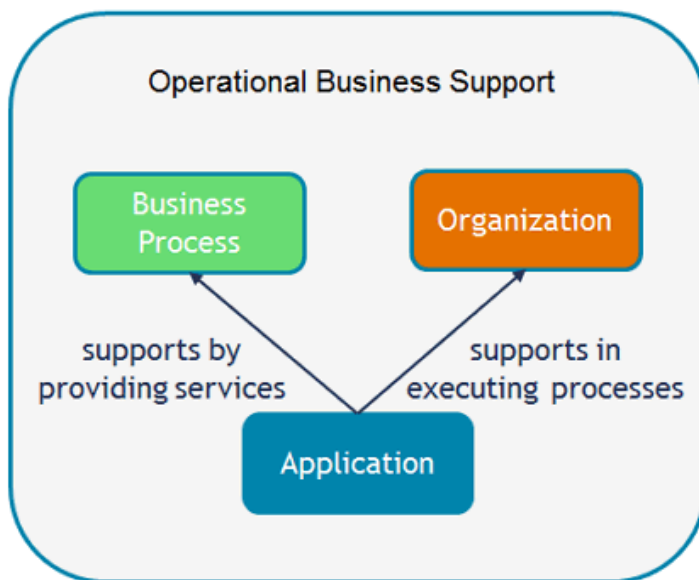 Operational Business Support
Business
Process
Organization
supports by
providing services
supports in
executing processes
Application